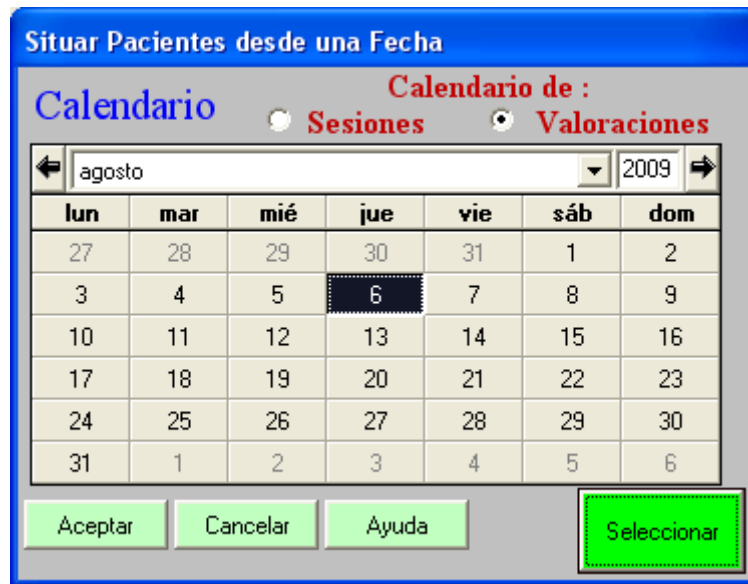 Situar Pacientes desde una Fecha
Calendario
Calendario de :
Sesiones Valoraciones
agosto 2009
lun mar mié jue vie sáb dom
27 28 29 30 31 1 2
3 4 5 6 7 8 9
10 11 12 13 14 15 16
17 18 19 20 21 22 23
24 25 26 27 28 29 30
31 1 2 3 4 5 6
Aceptar Cancelar Ayuda Seleccionar